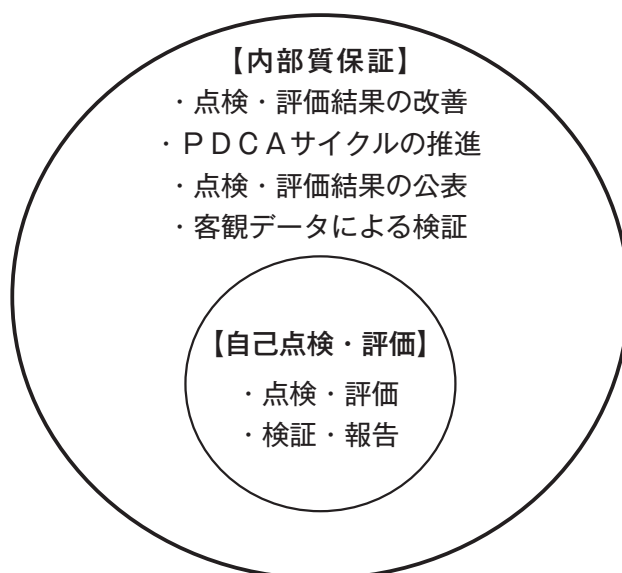 【内部質保証】
・点検・評価結果の改善
・ＰＤＣＡサイクルの推進
・点検・評価結果の公表
・客観データによる検証
【自己点検・評価】
・点検・評価
・検証・報告